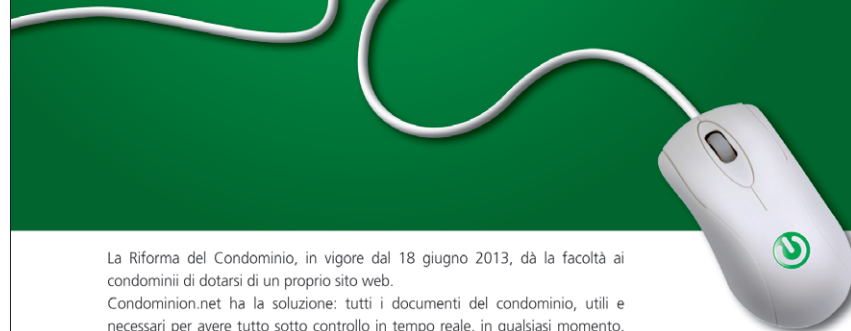 La Riforma del Condominio, in vigore dal 18 giugno 2013, dà la facoltà ai
condominii di dotarsi di un proprio sito web.
Condominion.net ha la soluzione: tutti i documenti del condominio, utili e
necessari per avere tutto sotto controllo in tempo reale, in qualsiasi momento,